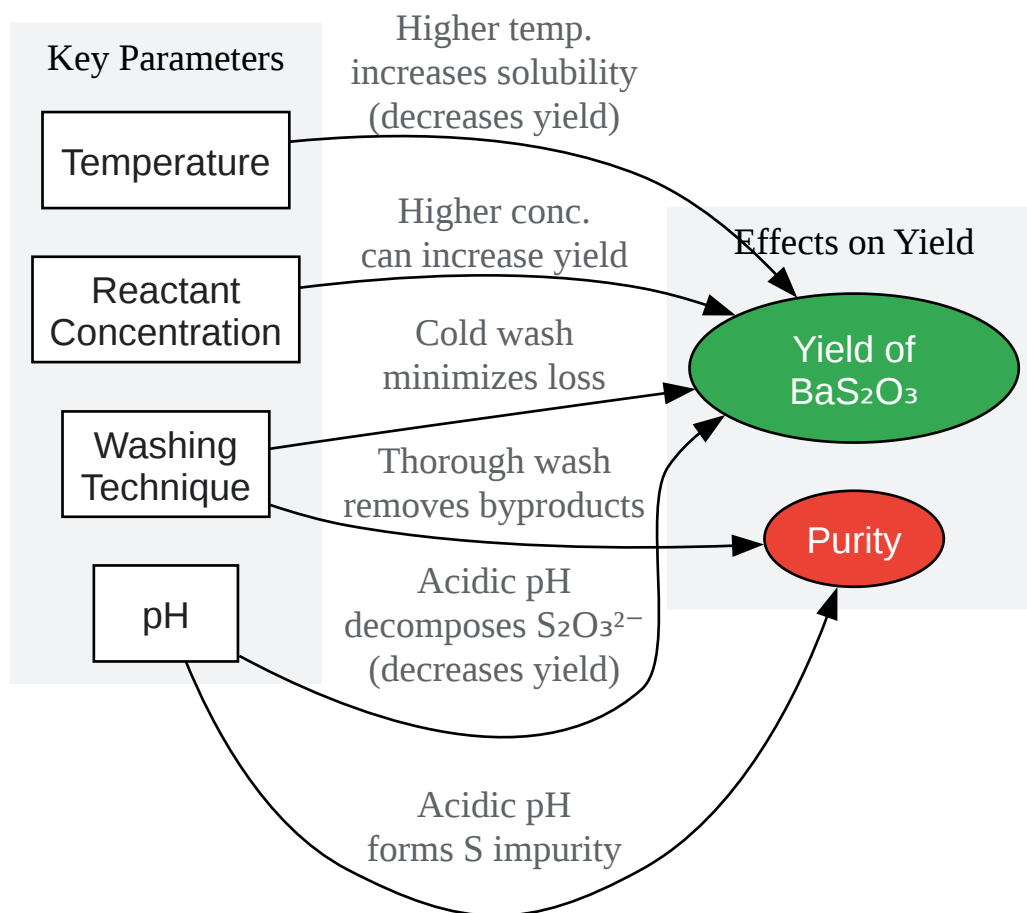 Key Parameters
Temperature
Reactant
Concentration
Washing
Technique
pH
Higher temp.
increases solubility
(decreases yield)
Higher conc.
can increase yield
Cold wash
minimizes loss
Thorough wash
removes byproducts
Acidic pH
decomposes S₂O₃²⁻
(decreases yield)
Acidic pH
forms S impurity
Effects on Yield
Yield of
BaS₂O₃
Purity